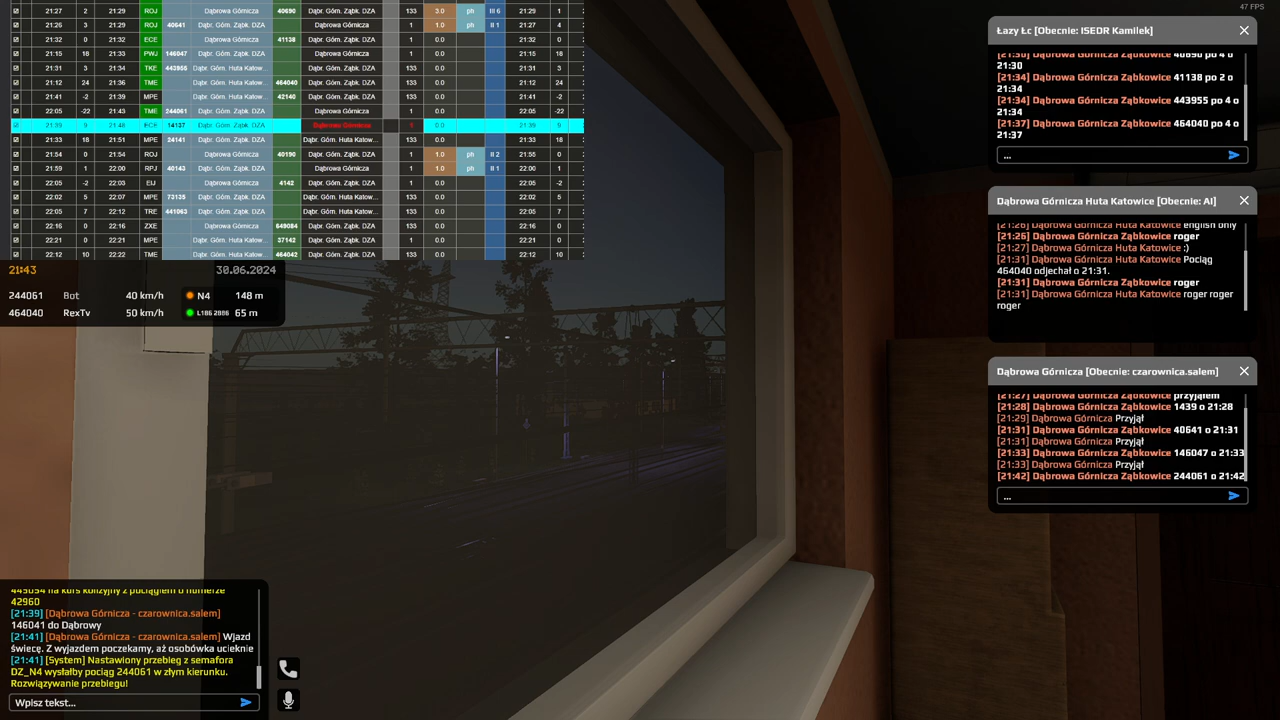 21:27 2 21:29 ROJ Dąbrowa Górnicza 40690 Dąbr. Górn. Ząbk. DZA 133 3.0 ph III 6 21:29 1
21:27 1 21:29 ROJ 40641 Dąbr. Górn. Ząbk. DZA Dąbrowa Górnicza 1 1.0 ph II 1 21:27 4
21:32 0 21:32 ECE Dąbrowa Górnicza 41138 Dąbr. Górn. Ząbk. DZA 1 0.0 21:32 0
21:15 18 21:33 PWJ 146047 Dąbr. Górn. Ząbk. DZA Dąbrowa Górnicza 1 0.0 21:15 18
21:31 3 21:34 TKE 443955 Dąbr. Górn. Huta Katow... Dąbr. Górn. Ząbk. DZA 133 0.0 21:31 3
21:12 24 21:36 TME Dąbr. Górn. Huta Katow... 464040 Dąbr. Górn. Ząbk. DZA 133 0.0 21:12 24
21:41 -2 21:39 MPE Dąbr. Górn. Huta Katow... 42140 Dąbr. Górn. Ząbk. DZA 133 0.0 21:41 -2
22:05 -22 21:43 TME 244061 Dąbr. Górn. Ząbk. DZA Dąbrowa Górnicza 1 0.0 22:05 -22
21:39 9 21:48 ECE 14137 Dąbr. Górn. Ząbk. DZA Dąbrowa Górnicza 1 0.0 21:39 9
21:33 18 21:51 MPE 24141 Dąbr. Górn. Ząbk. DZA Dąbr. Górn. Huta Katow... 133 0.0 21:33 18
21:54 0 21:54 ROJ Dąbrowa Górnicza 40190 Dąbr. Górn. Ząbk. DZA 133 1.0 ph II 2 21:55 0
21:59 1 22:00 RPJ 40143 Dąbr. Górn. Ząbk. DZA Dąbrowa Górnicza 1 1.0 ph II 1 22:00 1
22:05 -2 22:03 EIJ Dąbrowa Górnicza 4142 Dąbr. Górn. Ząbk. DZA 1 0.0 22:05 -2
22:02 5 22:07 MPE 73135 Dąbr. Górn. Ząbk. DZA Dąbr. Górn. Huta Katow... 133 0.0 22:02 5
22:05 7 22:12 TRE 441063 Dąbr. Górn. Ząbk. DZA Dąbr. Górn. Huta Katow... 133 0.0 22:05 7
22:16 0 22:16 ZXE Dąbrowa Górnicza 649084 Dąbr. Górn. Ząbk. DZA 1 0.0 22:16 0
22:21 0 22:21 MPE Dąbr. Górn. Huta Katow... 37142 Dąbr. Górn. Ząbk. DZA 1 0.0 22:21 0
22:12 10 22:22 TME Dąbr. Górn. Huta Katow... 464042 Dąbr. Górn. Ząbk. DZA 133 0.0 22:12 10
21:43 30.06.2024
244061 Bot 40 km/h N4 148 m
464040 RexTv 50 km/h L186 2886 65 m
47 FPS
Łazy Łc [Obecnie: ISEDR Kamilek]
[21:30] Dąbrowa Górnicza Ząbkowice 40690 po 4 o
21:30
[21:34] Dąbrowa Górnicza Ząbkowice 41138 po 2 o
21:34
[21:34] Dąbrowa Górnicza Ząbkowice 443955 po 4 o
21:34
[21:37] Dąbrowa Górnicza Ząbkowice 464040 po 4 o
21:37
...
Dąbrowa Górnicza Huta Katowice [Obecnie: AI]
[21:26] Dąbrowa Górnicza Huta Katowice english only
[21:26] Dąbrowa Górnicza Ząbkowice roger
[21:27] Dąbrowa Górnicza Huta Katowice :)
[21:31] Dąbrowa Górnicza Huta Katowice Pociąg
464040 odjechał o 21:31.
[21:31] Dąbrowa Górnicza Ząbkowice roger
[21:31] Dąbrowa Górnicza Huta Katowice roger roger
roger
Dąbrowa Górnicza [Obecnie: czarownica.salem]
[21:27] Dąbrowa Górnicza Ząbkowice przyjąłem
[21:28] Dąbrowa Górnicza Ząbkowice 1439 o 21:28
[21:29] Dąbrowa Górnicza Przyjął
[21:31] Dąbrowa Górnicza Ząbkowice 40641 o 21:31
[21:31] Dąbrowa Górnicza Przyjął
[21:33] Dąbrowa Górnicza Ząbkowice 146047 o 21:33
[21:33] Dąbrowa Górnicza Przyjął
[21:42] Dąbrowa Górnicza Ząbkowice 244061 o 21:42
...
445054 na kurs kolizyjny z pociągiem o numerze
42960
[21:39] [Dąbrowa Górnicza - czarownica.salem]
146041 do Dąbrowy
[21:41] [Dąbrowa Górnicza - czarownica.salem] Wjazd
świecę. Z wyjazdem poczekamy, aż osobówka ucieknie
[21:41] [System] Nastawiony przebieg z semafora
DZ_N4 wysłałby pociąg 244061 w złym kierunku.
Rozwiązywanie przebiegu!
Wpisz tekst...